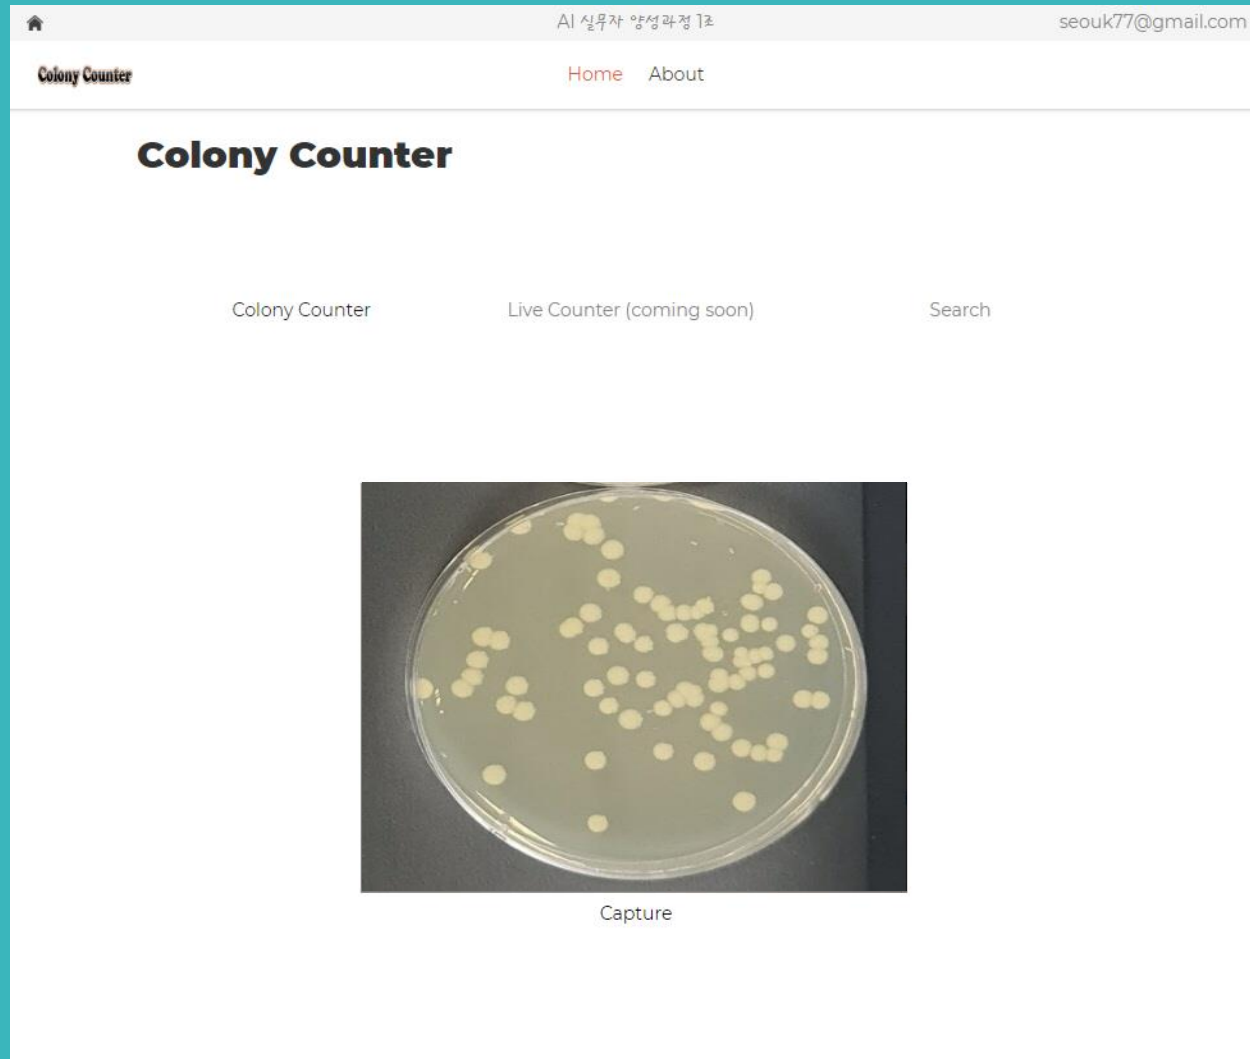 AI 실무자 양성과정 1조
seouk77@gmail.com
Colony Counter
Home
About
Colony Counter
Colony Counter
Live Counter (coming soon)
Search
Capture